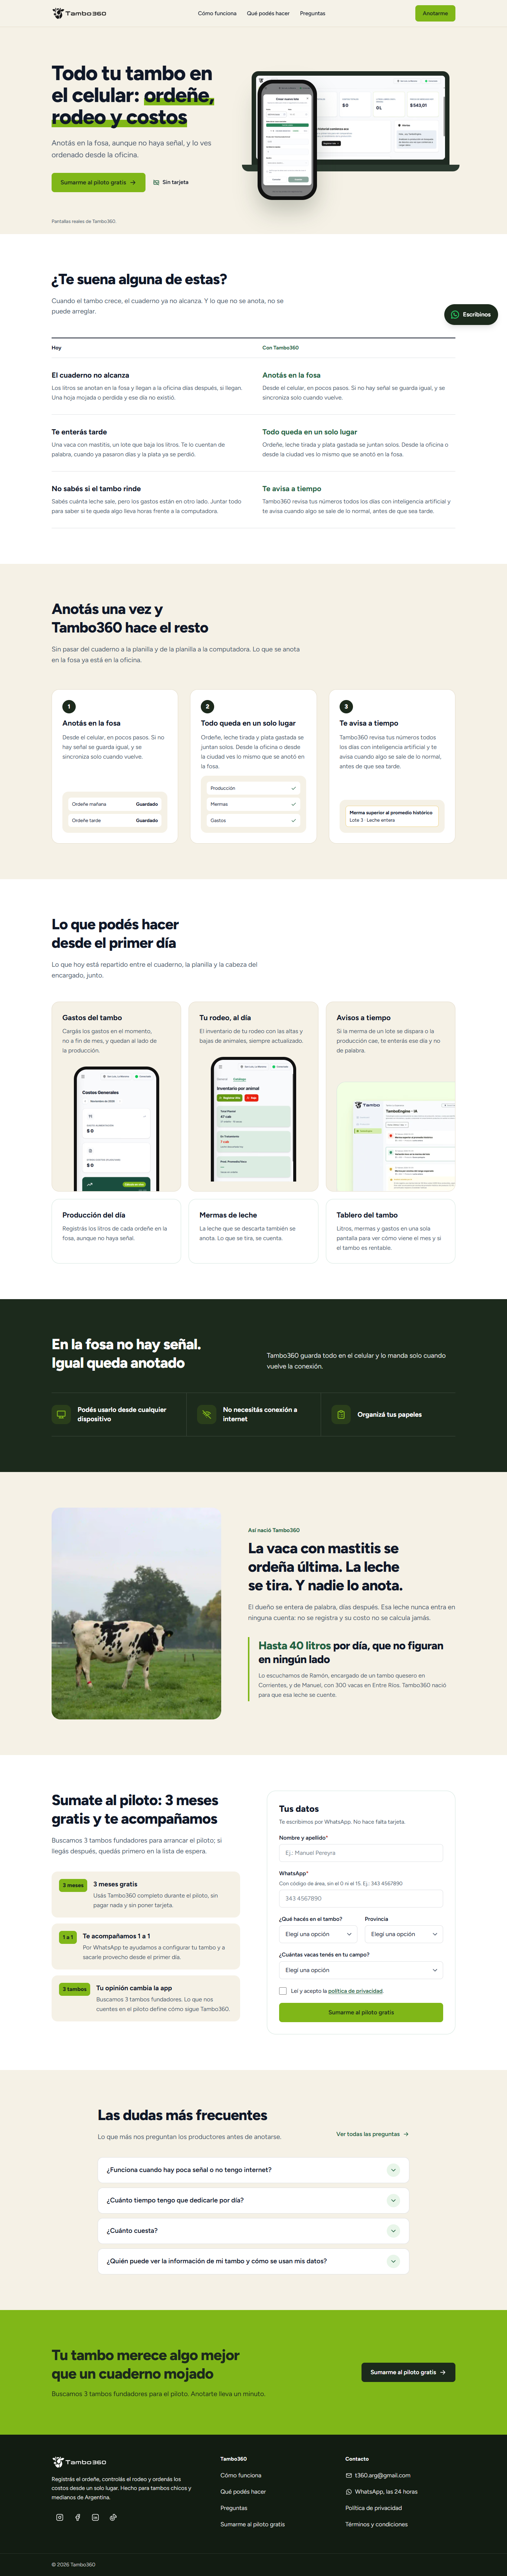 Tambo360
Cómo funciona
Qué podés hacer
Preguntas
Anotarme
Todo tu tambo en
el celular: ordeñe,
rodeo y costos
Anotás en la fosa, aunque no haya señal, y lo ves
ordenado desde la oficina.
Sumarme al piloto gratis
Sin tarjeta
Pantallas reales de Tambo360.
¿Te suena alguna de estas?
Cuando el tambo crece, el cuaderno ya no alcanza. Y lo que no se anota, no se
puede arreglar.
Escribinos
Hoy
Con Tambo360
El cuaderno no alcanza
Los litros se anotan en la fosa y llegan a la oficina días después, si llegan.
Una hoja mojada o perdida y ese día no existió.
Anotás en la fosa
Desde el celular, en pocos pasos. Si no hay señal se guarda igual, y se
sincroniza solo cuando vuelve.
Te enterás tarde
Una vaca con mastitis, un lote que baja los litros. Te lo cuentan de
palabra, cuando ya pasaron días y la plata ya se perdió.
Todo queda en un solo lugar
Ordeñe, leche tirada y plata gastada se juntan solos. Desde la oficina o
desde la ciudad ves lo mismo que se anotó en la fosa.
No sabés si el tambo rinde
Sabés cuánta leche sale, pero los gastos están en otro lado. Juntar todo
para saber si te queda algo lleva horas frente a la computadora.
Te avisa a tiempo
Tambo360 revisa tus números todos los días con inteligencia artificial y
te avisa cuando algo se sale de lo normal, antes de que sea tarde.
Anotás una vez y
Tambo360 hace el resto
Sin pasar del cuaderno a la planilla y de la planilla a la computadora. Lo que se anota
en la fosa ya está en la oficina.
1
Anotás en la fosa
Desde el celular, en pocos pasos. Si no
hay señal se guarda igual, y se
sincroniza solo cuando vuelve.
Ordeñe mañana
Guardado
Ordeñe tarde
Guardado
2
Todo queda en un solo lugar
Ordeñe, leche tirada y plata gastada se
juntan solos. Desde la oficina o desde
la ciudad ves lo mismo que se anotó en
la fosa.
Producción
Mermas
Gastos
3
Te avisa a tiempo
Tambo360 revisa tus números todos
los días con inteligencia artificial y te
avisa cuando algo se sale de lo normal,
antes de que sea tarde.
Merma superior al promedio histórico
Lote 3 · Leche entera
Lo que podés hacer
desde el primer día
Lo que hoy está repartido entre el cuaderno, la planilla y la cabeza del
encargado, junto.
Gastos del tambo
Cargás los gastos en el momento,
no a fin de mes, y quedan al lado de
la producción.
Costos Generales
$ 0
$ 0
Tu rodeo, al día
El inventario de tu rodeo con las altas y
bajas de animales, siempre actualizado.
Inventario por animal
Avisos a tiempo
Si la merma de un lote se dispara o la
producción cae, te enterás ese día y no
de palabra.
Tambo
TamboEngine · IA
Producción del día
Registrás los litros de cada ordeñe en la
fosa, aunque no haya señal.
Mermas de leche
La leche que se descarta también se
anota. Lo que se tira, se cuenta.
Tablero del tambo
Litros, mermas y gastos en una sola
pantalla para ver cómo viene el mes y si
el tambo es rentable.
En la fosa no hay señal.
Igual queda anotado
Tambo360 guarda todo en el celular y lo manda solo cuando
vuelve la conexión.
Podés usarlo desde cualquier
dispositivo
No necesitás conexión a
internet
Organizá tus papeles
Así nació Tambo360
La vaca con mastitis se
ordeña última. La leche
se tira. Y nadie lo anota.
El dueño se entera de palabra, días después. Esa leche nunca entra en
ninguna cuenta: no se registra y su costo no se calcula jamás.
Hasta 40 litros por día, que no figuran
en ningún lado
Lo escuchamos de Ramón, encargado de un tambo quesero en
Corrientes, y de Manuel, con 300 vacas en Entre Ríos. Tambo360 nació
para que esa leche se cuente.
Sumate al piloto: 3 meses
gratis y te acompañamos
Buscamos 3 tambos fundadores para arrancar el piloto; si
llegás después, quedás primero en la lista de espera.
3 meses
3 meses gratis
Usás Tambo360 completo durante el piloto, sin
pagar nada y sin poner tarjeta.
1 a 1
Te acompañamos 1 a 1
Por WhatsApp te ayudamos a configurar tu tambo y a
sacarle provecho desde el primer día.
3 tambos
Tu opinión cambia la app
Buscamos 3 tambos fundadores. Lo que nos
cuentes en el piloto define cómo sigue Tambo360.
Tus datos
Te escribimos por WhatsApp. No hace falta tarjeta.
Nombre y apellido*
Ej.: Manuel Pereyra
WhatsApp*
Con código de área, sin el 0 ni el 15. Ej.: 343 4567890
343 4567890
¿Qué hacés en el tambo?
Elegí una opción
Provincia
Elegí una opción
¿Cuántas vacas tenés en tu campo?
Elegí una opción
Leí y acepto la política de privacidad.
Sumarme al piloto gratis
Las dudas más frecuentes
Lo que más nos preguntan los productores antes de anotarse.
Ver todas las preguntas
¿Funciona cuando hay poca señal o no tengo internet?
¿Cuánto tiempo tengo que dedicarle por día?
¿Cuánto cuesta?
¿Quién puede ver la información de mi tambo y cómo se usan mis datos?
Tu tambo merece algo mejor
que un cuaderno mojado
Buscamos 3 tambos fundadores para el piloto. Anotarte lleva un minuto.
Sumarme al piloto gratis
Tambo360
Registrás el ordeñe, controlás el rodeo y ordenás los
costos desde un solo lugar. Hecho para tambos chicos y
medianos de Argentina.
Tambo360
Cómo funciona
Qué podés hacer
Preguntas
Sumarme al piloto gratis
Contacto
t360.arg@gmail.com
WhatsApp, las 24 horas
Política de privacidad
Términos y condiciones
© 2026 Tambo360